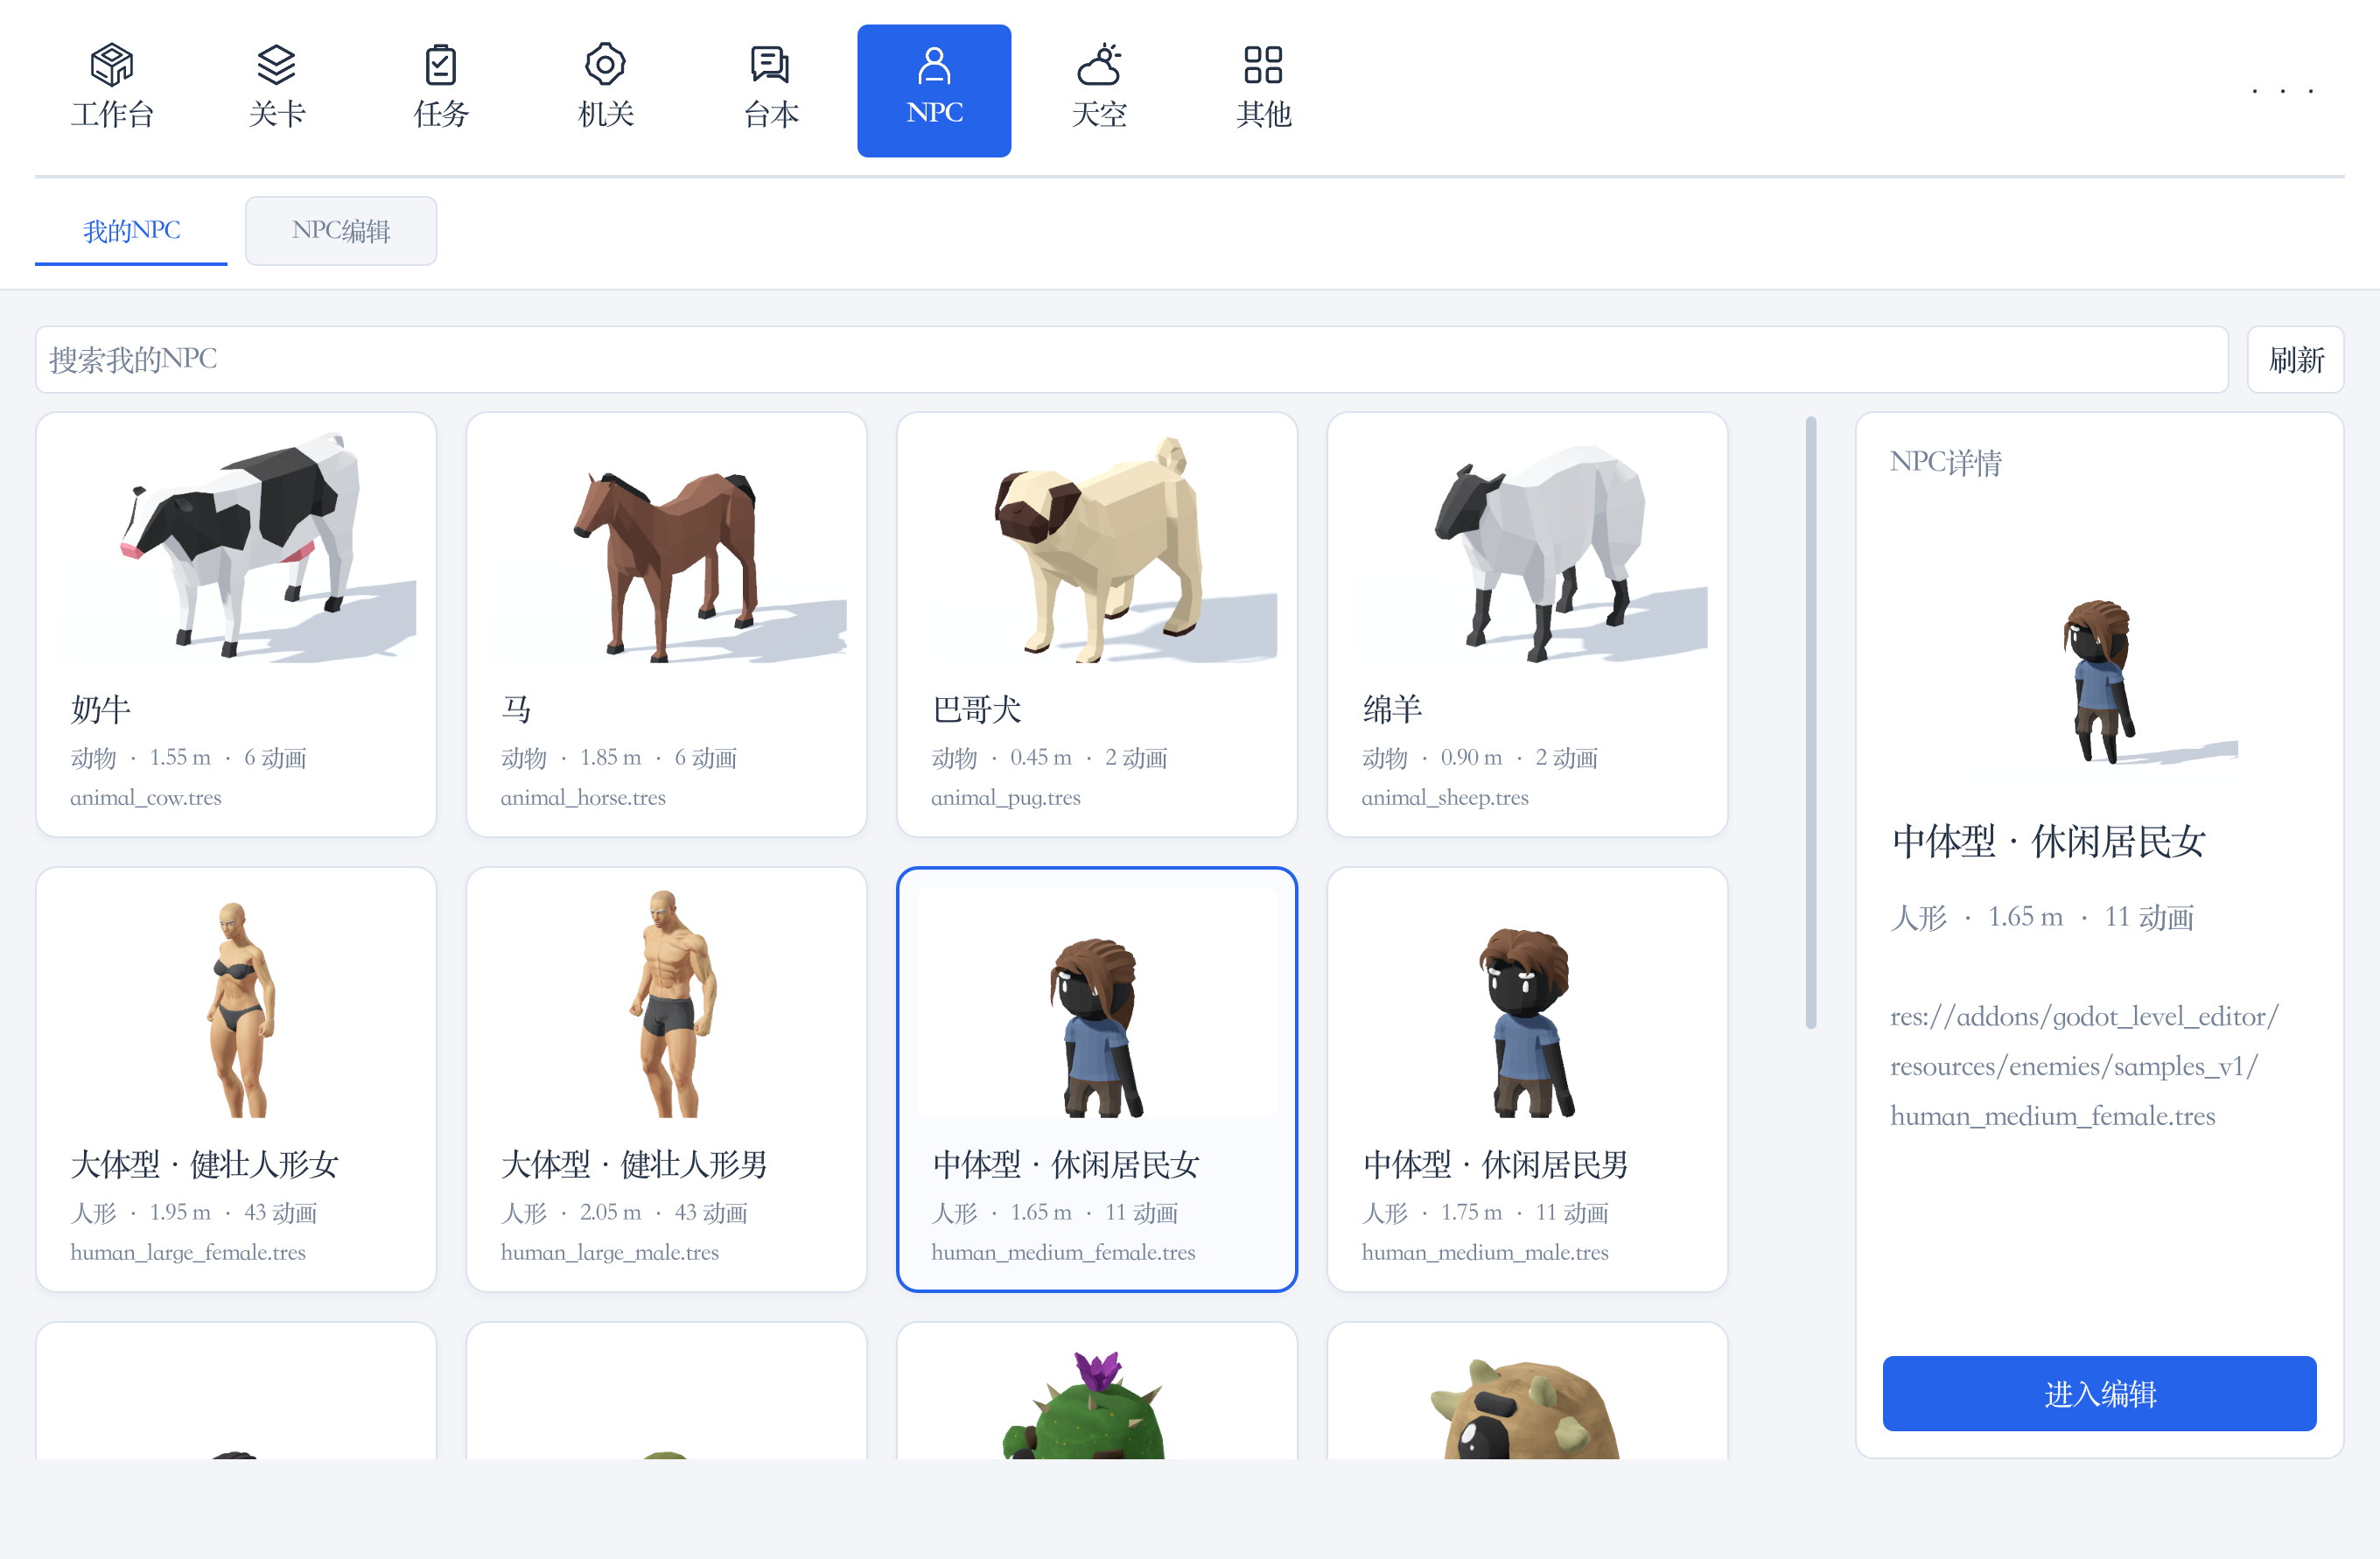 工作台
关卡
任务
机关
台本
NPC
天空
其他
· · ·
我的NPC
NPC编辑
搜索我的NPC
刷新
奶牛
动物 · 1.55 m · 6 动画
animal_cow.tres
马
动物 · 1.85 m · 6 动画
animal_horse.tres
巴哥犬
动物 · 0.45 m · 2 动画
animal_pug.tres
绵羊
动物 · 0.90 m · 2 动画
animal_sheep.tres
大体型 · 健壮人形女
人形 · 1.95 m · 43 动画
human_large_female.tres
大体型 · 健壮人形男
人形 · 2.05 m · 43 动画
human_large_male.tres
中体型 · 休闲居民女
人形 · 1.65 m · 11 动画
human_medium_female.tres
中体型 · 休闲居民男
人形 · 1.75 m · 11 动画
human_medium_male.tres
NPC详情
中体型 · 休闲居民女
人形 · 1.65 m · 11 动画
res://addons/godot_level_editor/
resources/enemies/samples_v1/
human_medium_female.tres
进入编辑